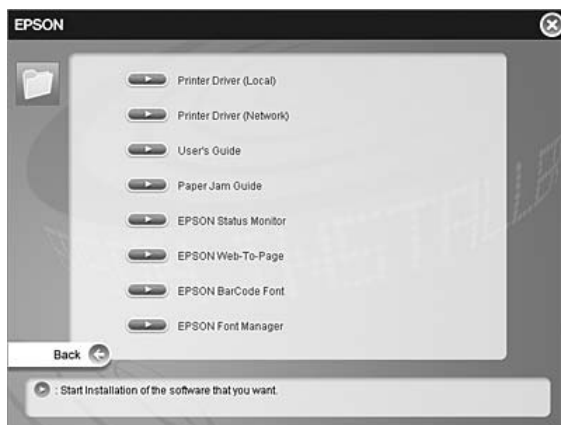 EPSON
Printer Driver (Local)
Printer Driver (Network)
User's Guide
Paper Jam Guide
EPSON Status Monitor
EPSON Web-To-Page
EPSON BarCode Font
EPSON Font Manager
Back
: Start Installation of the software that you want.